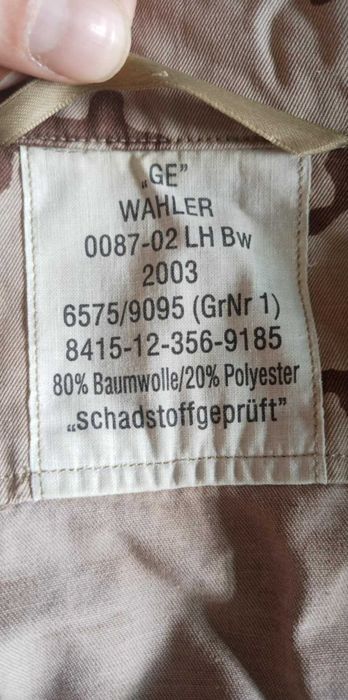 „GE"
WAHLER
0087-02 LH Bw
2003
6575/9095 (GrNr 1)
8415-12-356-9185
80% Baumwolle/20% Polyester
„schadstoffgeprüft"